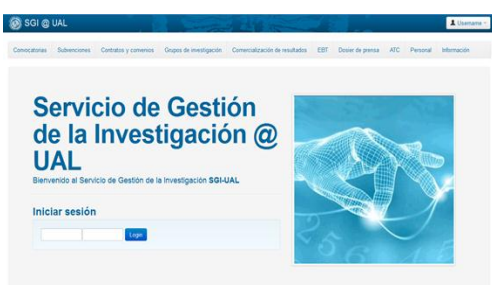 SGI @ UAL
Username
Convocatorias Subvenciones Contratos y convenios Grupos de investigación Comercialización de resultados EBT Dosier de prensa ATC Personal Información
Servicio de Gestión
de la Investigación @
UAL
Bienvenido al Servicio de Gestión de la Investigación SGI-UAL
Iniciar sesión
Login